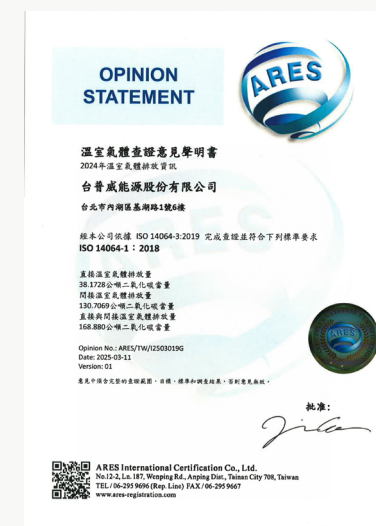 OPINION
STATEMENT
ARES
溫室氣體查證意見聲明書
2024年溫室氣體排放資訊
台普威能源股份有限公司
台北市內湖區基湖路1號6樓
經本公司依據 ISO 14064-3:2019 完成查證並符合下列標準要求
ISO 14064-1：2018
直接溫室氣體排放量
38.1728公噸二氧化碳當量
間接溫室氣體排放量
130.7069公噸二氧化碳當量
直接與間接溫室氣體排放量
168.880公噸二氧化碳當量
Opinion No.: ARES/TW/I2503019G
Date: 2025-03-11
Version: 01
意見中須含完整的查證範圍、目標、標準和調查結果，否則意見無效。
ARES
批准：
ARES International Certification Co., Ltd.
No.12-2, Ln. 187, Wenping Rd., Anping Dist., Tainan City 708, Taiwan
TEL / 06-295 9696 (Rep. Line) FAX / 06-295 9667
www.ares-registration.com